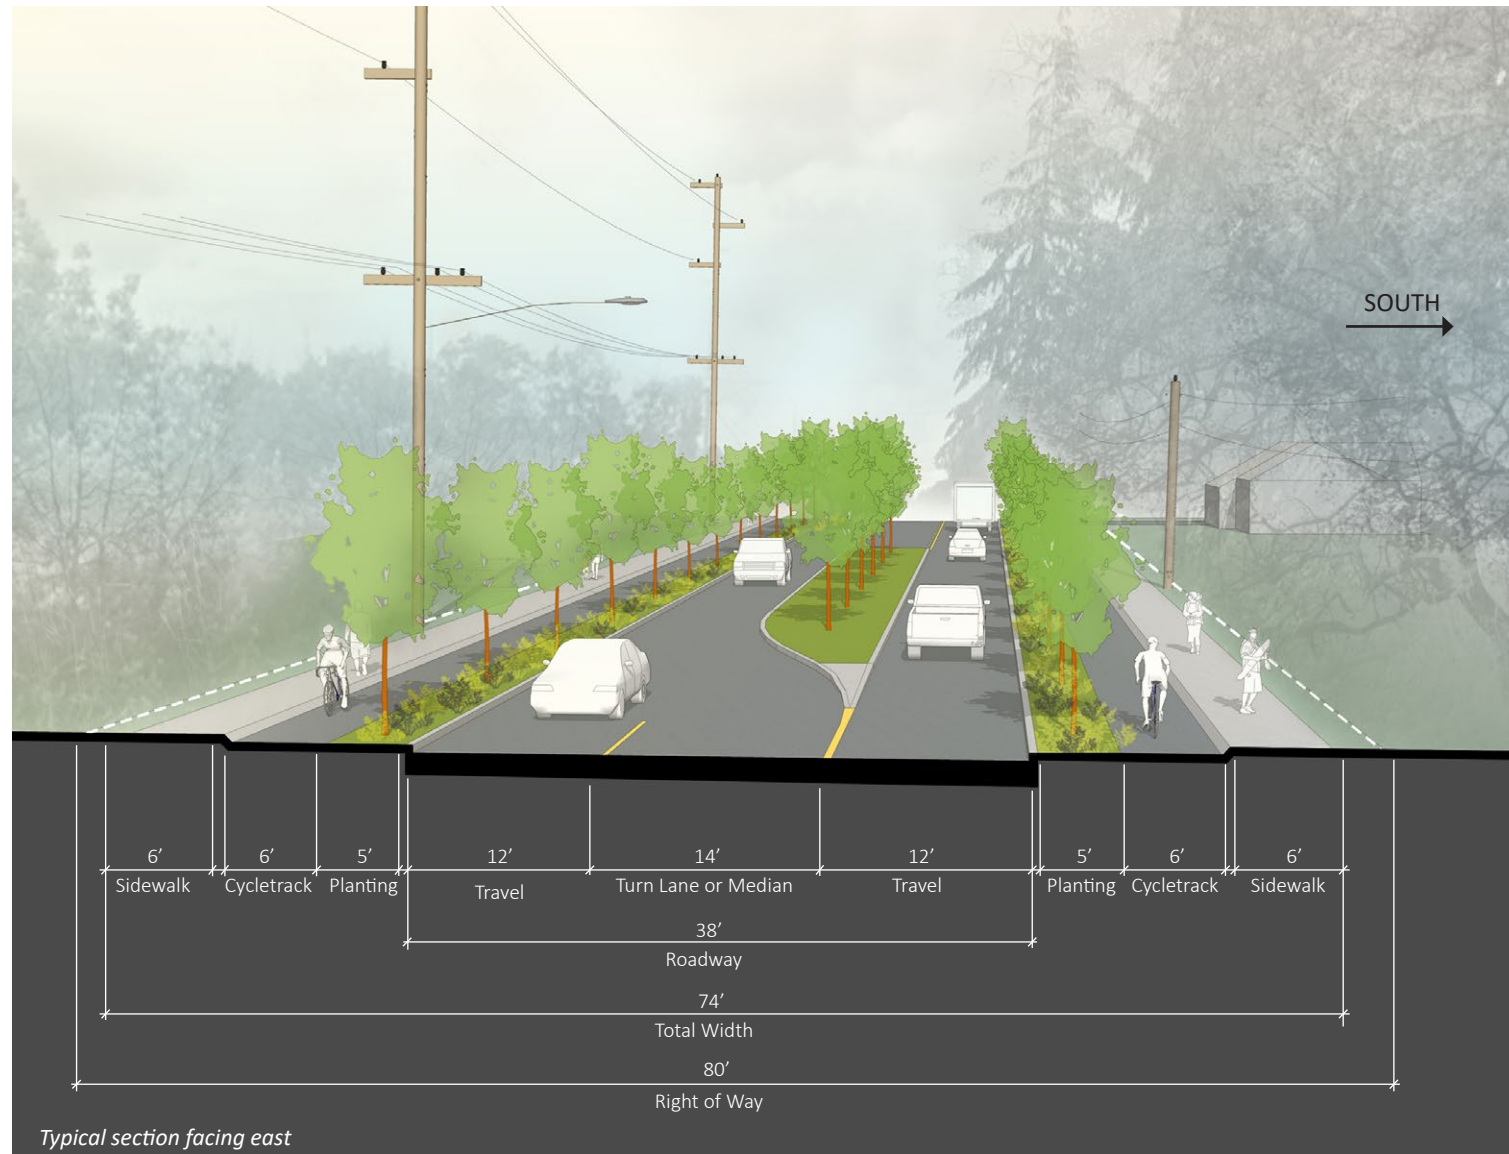 SOUTH
6’ 6’ 5’ 12’ 14’ 12’ 5’ 6’ 6’
Sidewalk Cycletrack Planting Travel Turn Lane or Median Travel Planting Cycletrack Sidewalk
38’
Roadway
74’
Total Width
80’
Right of Way
Typical section facing east